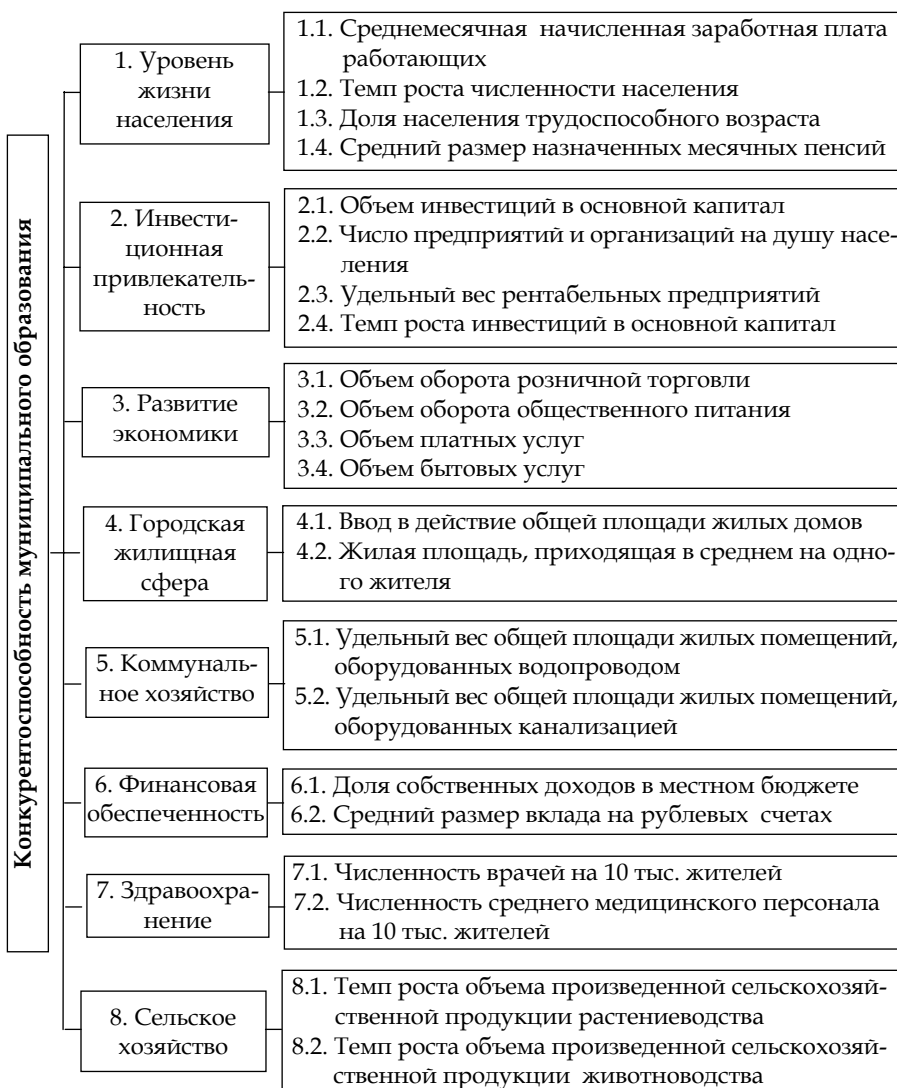 Конкурентоспособность муниципального образования
1. Уровень
жизни
населения
1.1. Среднемесячная начисленная заработная плата
работающих
1.2. Темп роста численности населения
1.3. Доля населения трудоспособного возраста
1.4. Средний размер назначенных месячных пенсий
2. Инвести-
ционная
привлекатель-
ность
2.1. Объем инвестиций в основной капитал
2.2. Число предприятий и организаций на душу насе-
ления
2.3. Удельный вес рентабельных предприятий
2.4. Темп роста инвестиций в основной капитал
3. Развитие
экономики
3.1. Объем оборота розничной торговли
3.2. Объем оборота общественного питания
3.3. Объем платных услуг
3.4. Объем бытовых услуг
4. Городская
жилищная
сфера
4.1. Ввод в действие общей площади жилых домов
4.2. Жилая площадь, приходящая в среднем на одно-
го жителя
5. Коммуналь-
ное хозяйство
5.1. Удельный вес общей площади жилых помещений,
оборудованных водопроводом
5.2. Удельный вес общей площади жилых помещений,
оборудованных канализацией
6. Финансовая
обеспеченность
6.1. Доля собственных доходов в местном бюджете
6.2. Средний размер вклада на рублевых счетах
7. Здравоохра-
нение
7.1. Численность врачей на 10 тыс. жителей
7.2. Численность среднего медицинского персонала
на 10 тыс. жителей
8. Сельское
хозяйство
8.1. Темп роста объема произведенной сельскохозяй-
ственной продукции растениеводства
8.2. Темп роста объема произведенной сельскохозяй-
ственной продукции животноводства